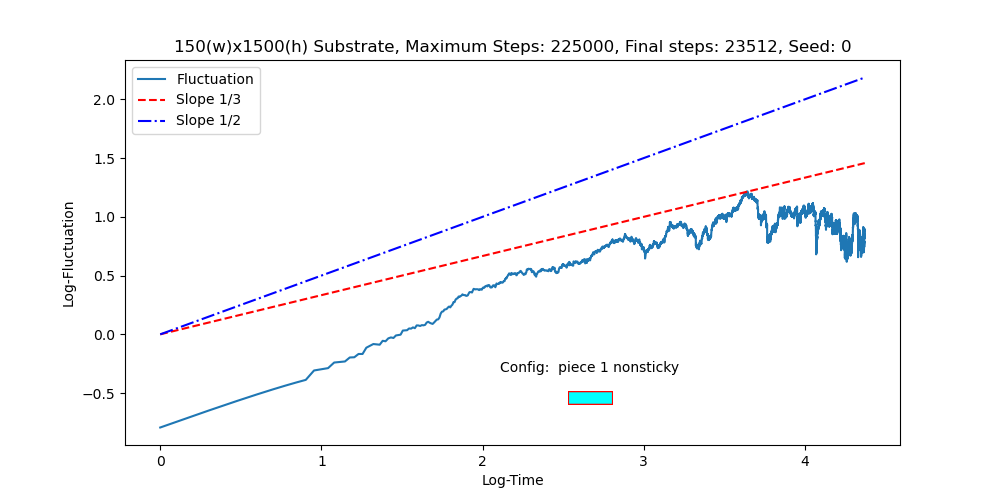 150(w)x1500(h) Substrate, Maximum Steps: 225000, Final steps: 23512, Seed: 0
Fluctuation
Slope 1/3
Slope 1/2
2.0
1.5
1.0
0.5
0.0
−0.5
Log-Fluctuation
Config:  piece 1 nonsticky
0 1 2 3 4
Log-Time